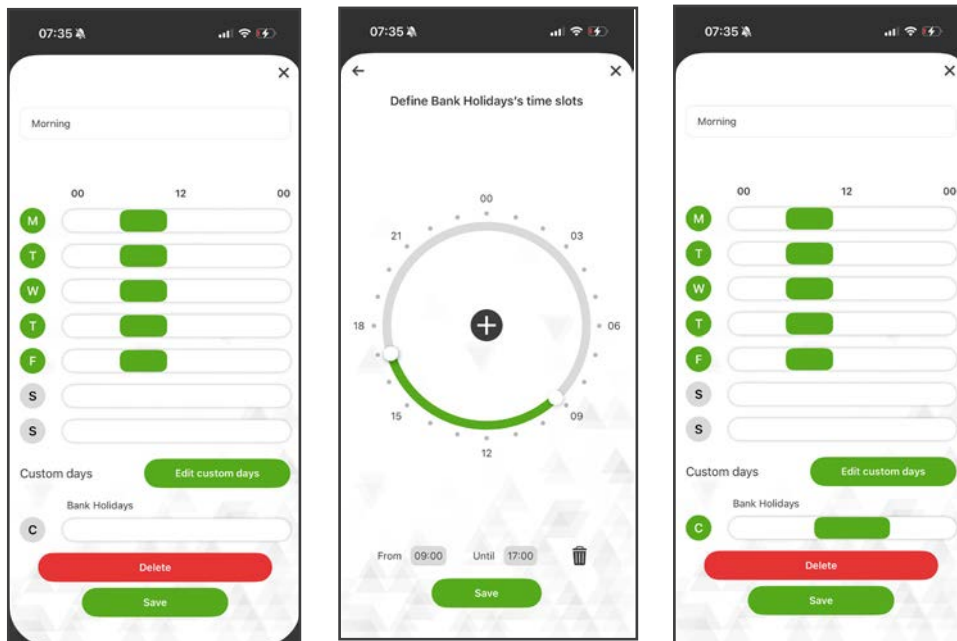 07:35
Morning
00 12 00
M
T
W
T
F
S
S
Custom days Edit custom days
Bank Holidays
C
Delete
Save
07:35
Define Bank Holidays's time slots
00
21 03
18 06
15 09
12
From 09:00 Until 17:00
Save
07:35
Morning
00 12 00
M
T
W
T
F
S
S
Custom days Edit custom days
Bank Holidays
C
Delete
Save